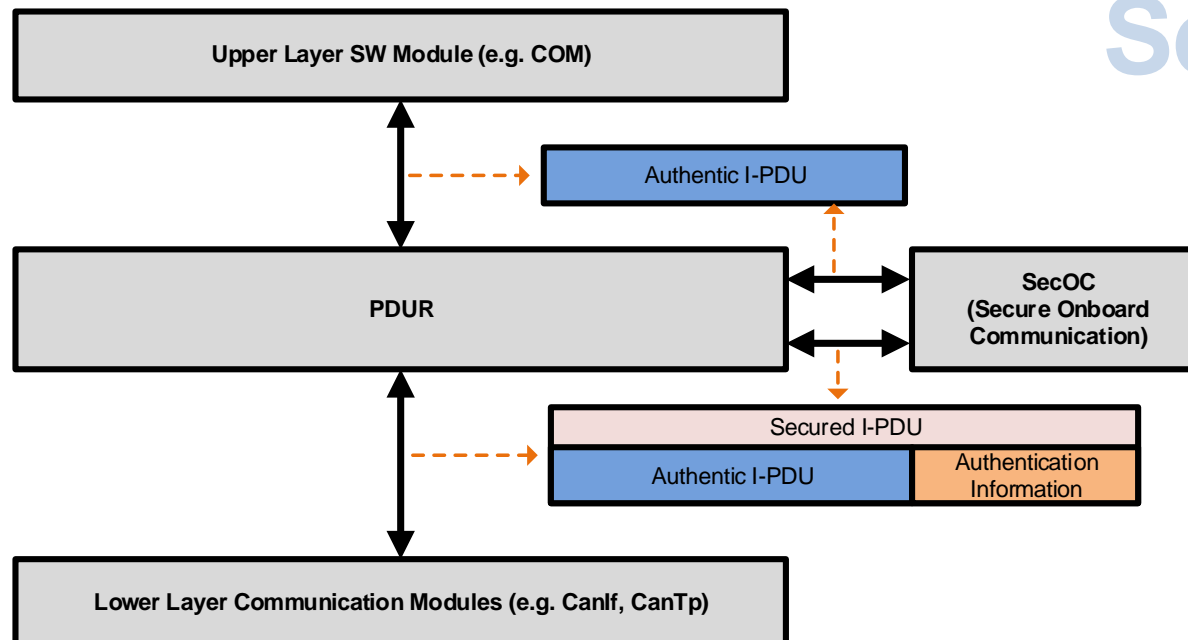 Se
Upper Layer SW Module (e.g. COM)
Authentic I-PDU
PDUR
SecOC
(Secure Onboard
Communication)
Secured I-PDU
Authentic I-PDU
Authentication
Information
Lower Layer Communication Modules (e.g. CanIf, CanTp)